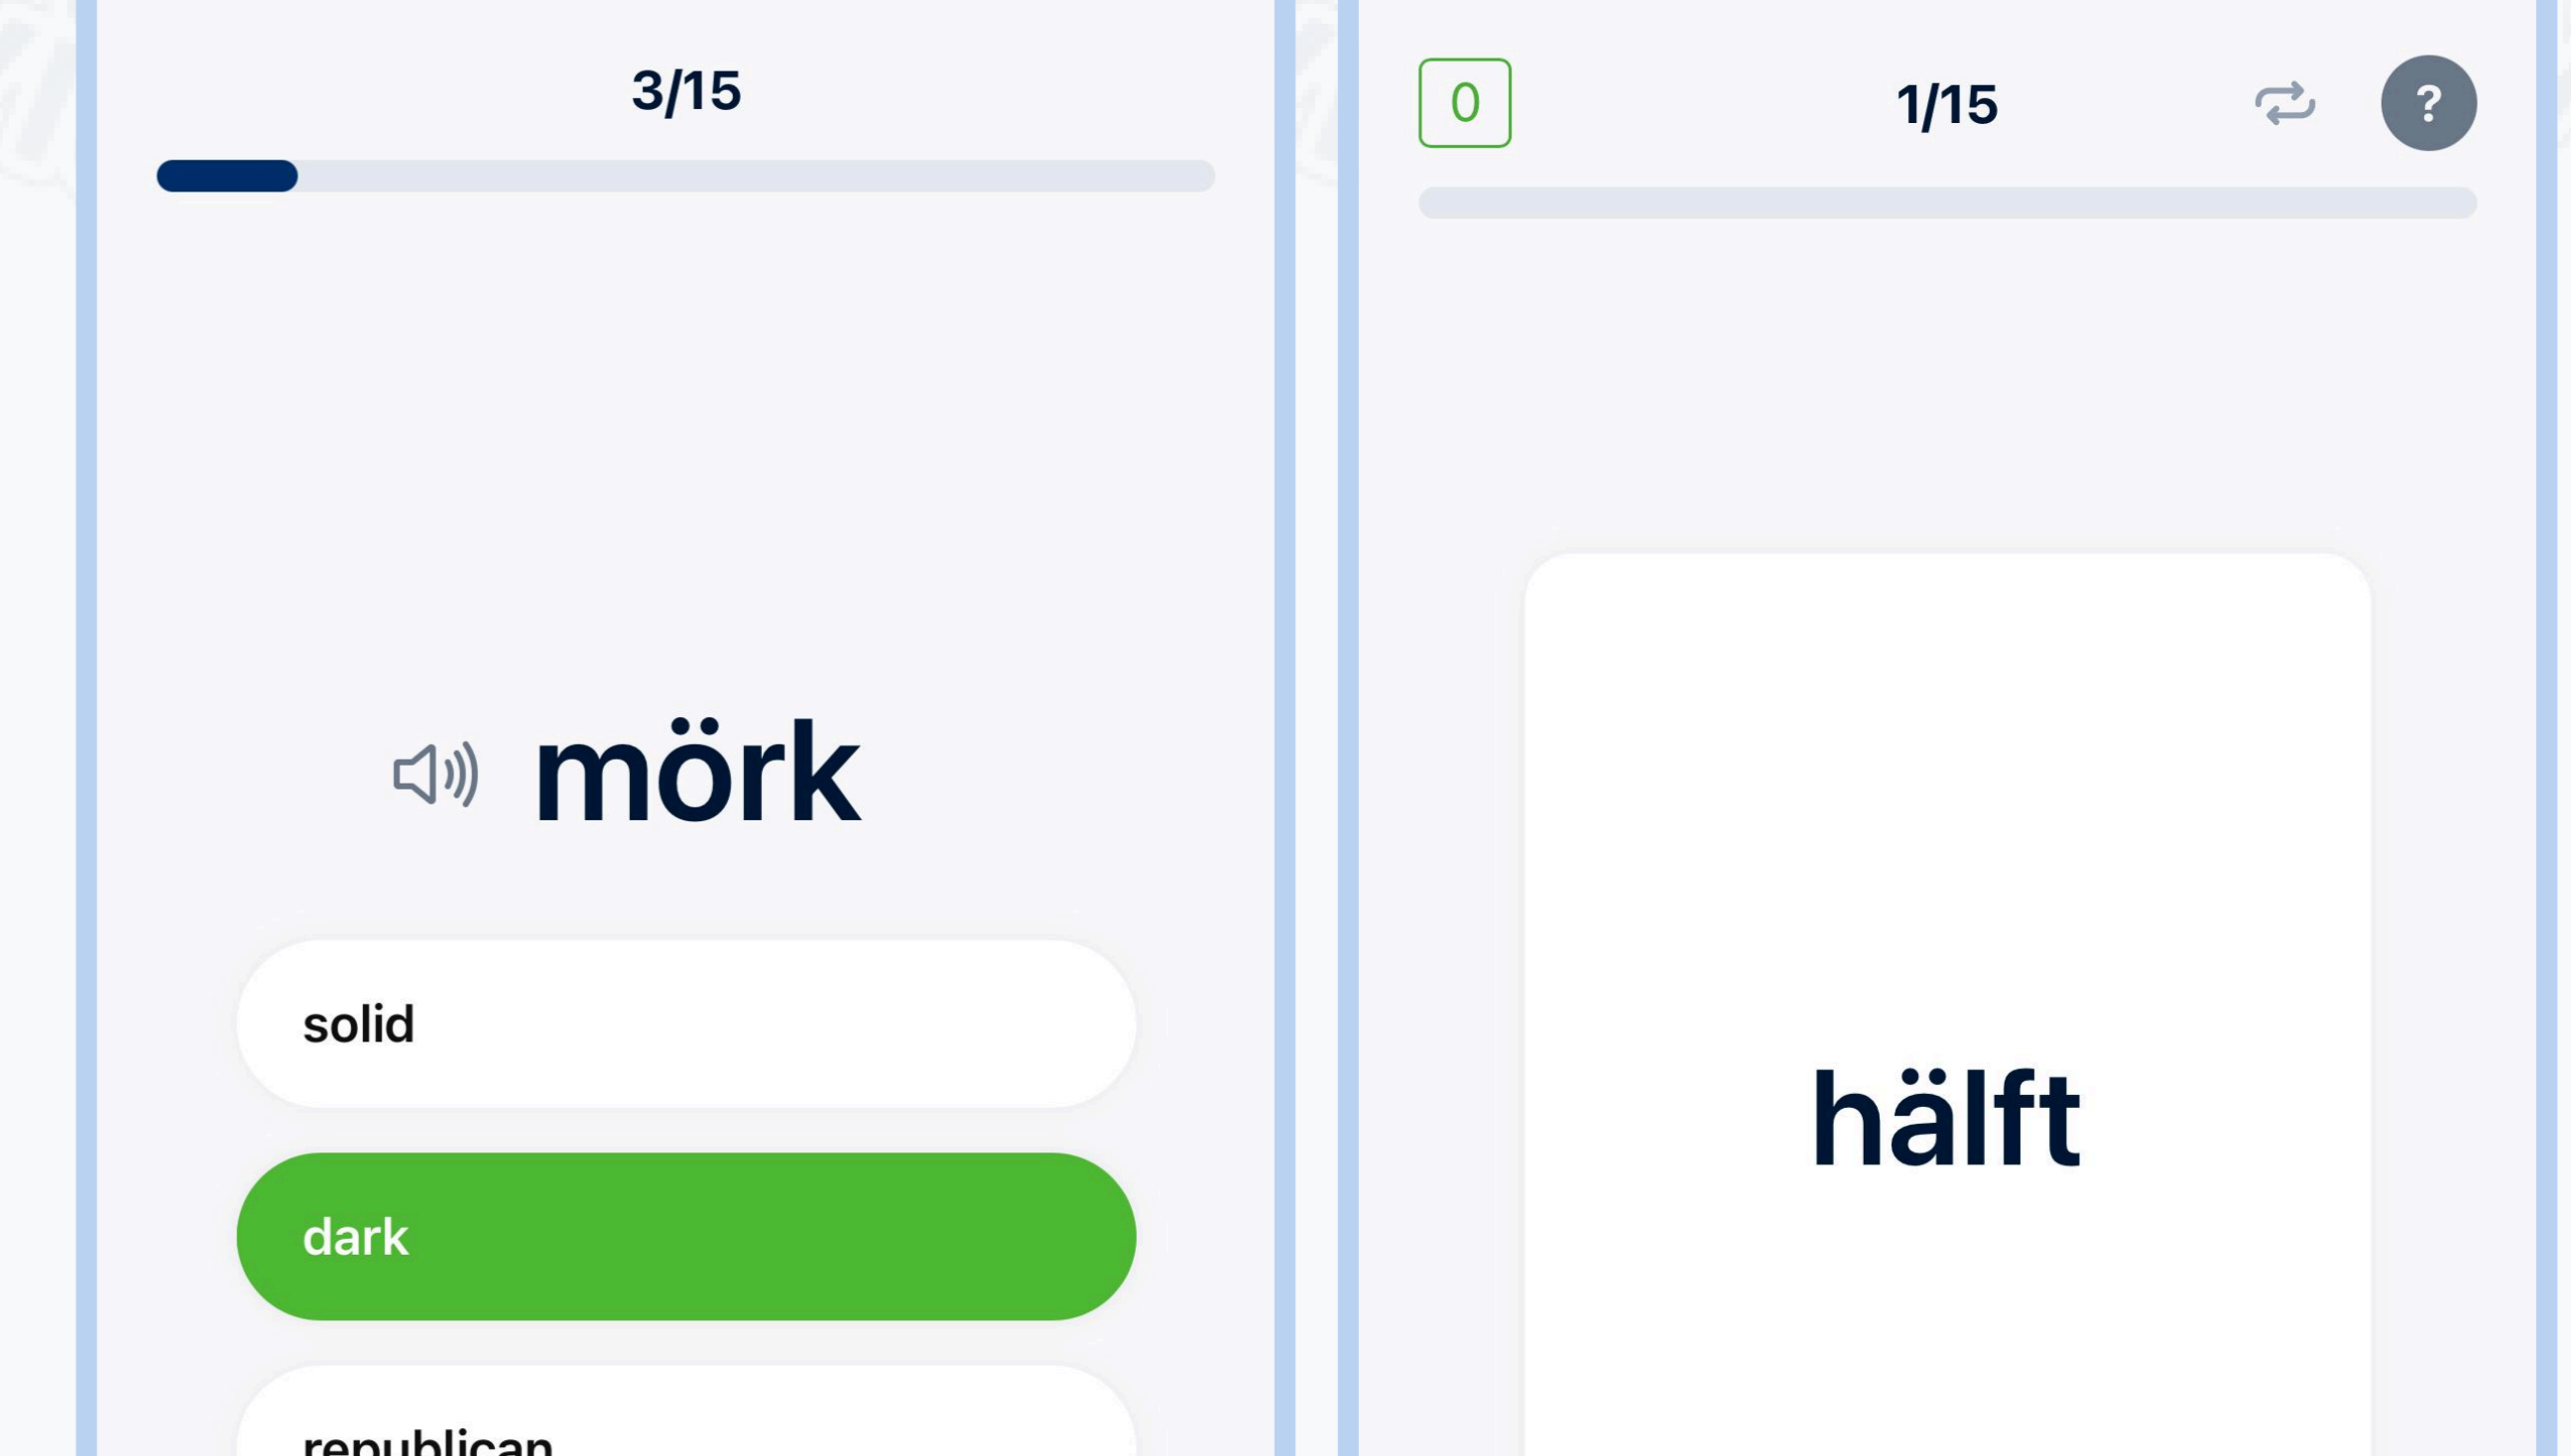 3/15
mörk
solid
dark
republican
0
1/15
?
hälft